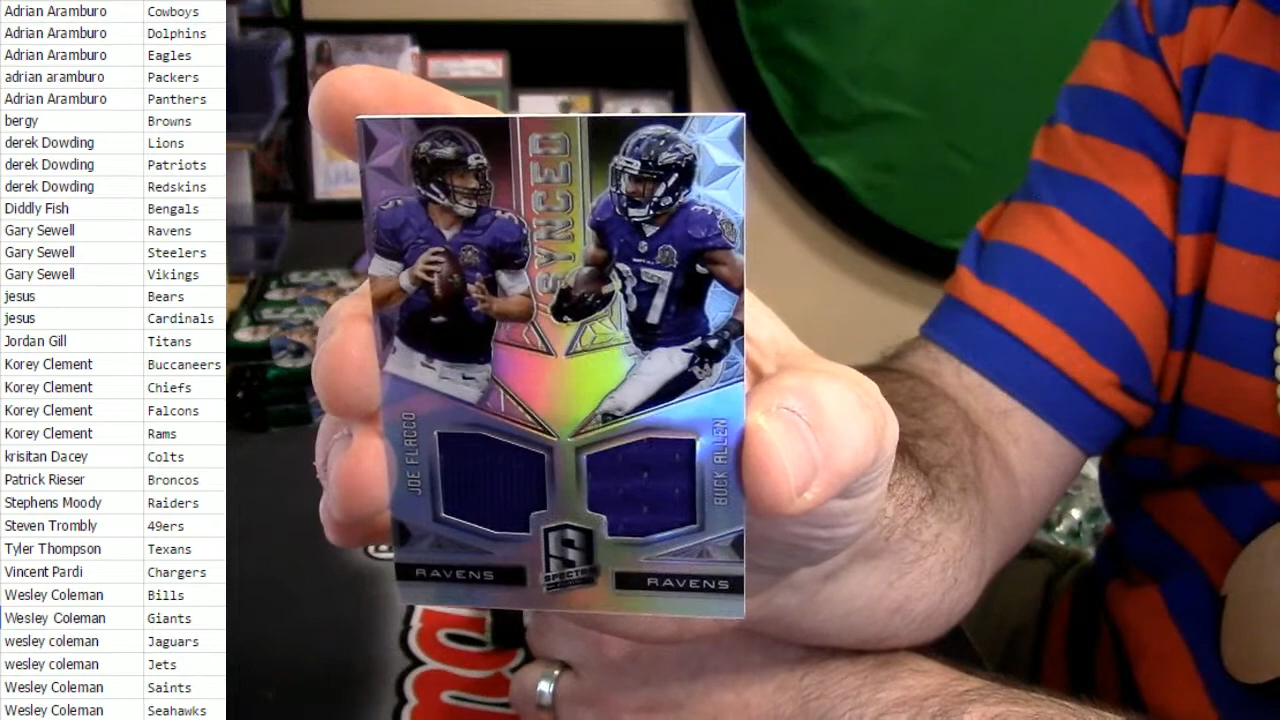 Adrian Aramburo Cowboys
Adrian Aramburo Dolphins
Adrian Aramburo Eagles
adrian aramburo Packers
Adrian Aramburo Panthers
bergy Browns
derek Dowding Lions
derek Dowding Patriots
derek Dowding Redskins
Diddly Fish Bengals
Gary Sewell Ravens
Gary Sewell Steelers
Gary Sewell Vikings
jesus Bears
jesus Cardinals
Jordan Gill Titans
Korey Clement Buccaneers
Korey Clement Chiefs
Korey Clement Falcons
Korey Clement Rams
krisitan Dacey Colts
Patrick Rieser Broncos
Stephens Moody Raiders
Steven Trombly 49ers
Tyler Thompson Texans
Vincent Pardi Chargers
Wesley Coleman Bills
Wesley Coleman Giants
wesley coleman Jaguars
wesley coleman Jets
Wesley Coleman Saints
Wesley Coleman Seahawks
SYNCED
5
37
JOE FLACCO
BUCK ALLEN
S
SPECTRA
RAVENS
RAVENS